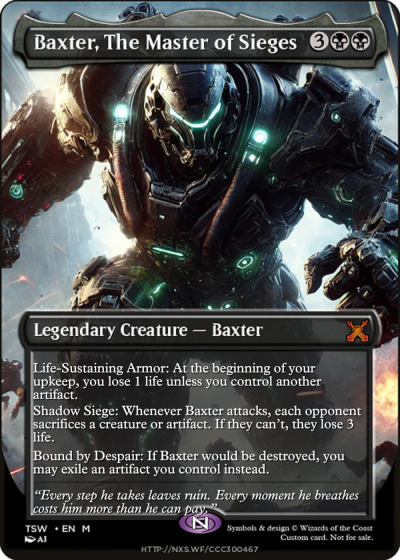 Baxter, The Master of Sieges 3
Legendary Creature — Baxter
Life-Sustaining Armor: At the beginning of your
upkeep, you lose 1 life unless you control another
artifact.
Shadow Siege: Whenever Baxter attacks, each opponent
sacrifices a creature or artifact. If they can't, they lose 3
life.
Bound by Despair: If Baxter would be destroyed, you
may exile an artifact you control instead.
“Every step he takes leaves ruin. Every moment he breathes
costs him more than he can pay.”
TSW • EN M
AI
Symbols & design © Wizards of the Coast
Custom card. Not for sale.
HTTP://NXS.WF/CCC300467